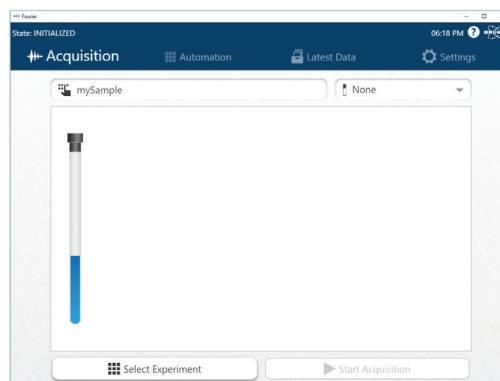 Fourier
State: INITIALIZED
06:18 PM ?
Acquisition Automation Latest Data Settings
mySample None
Select Experiment Start Acquisition